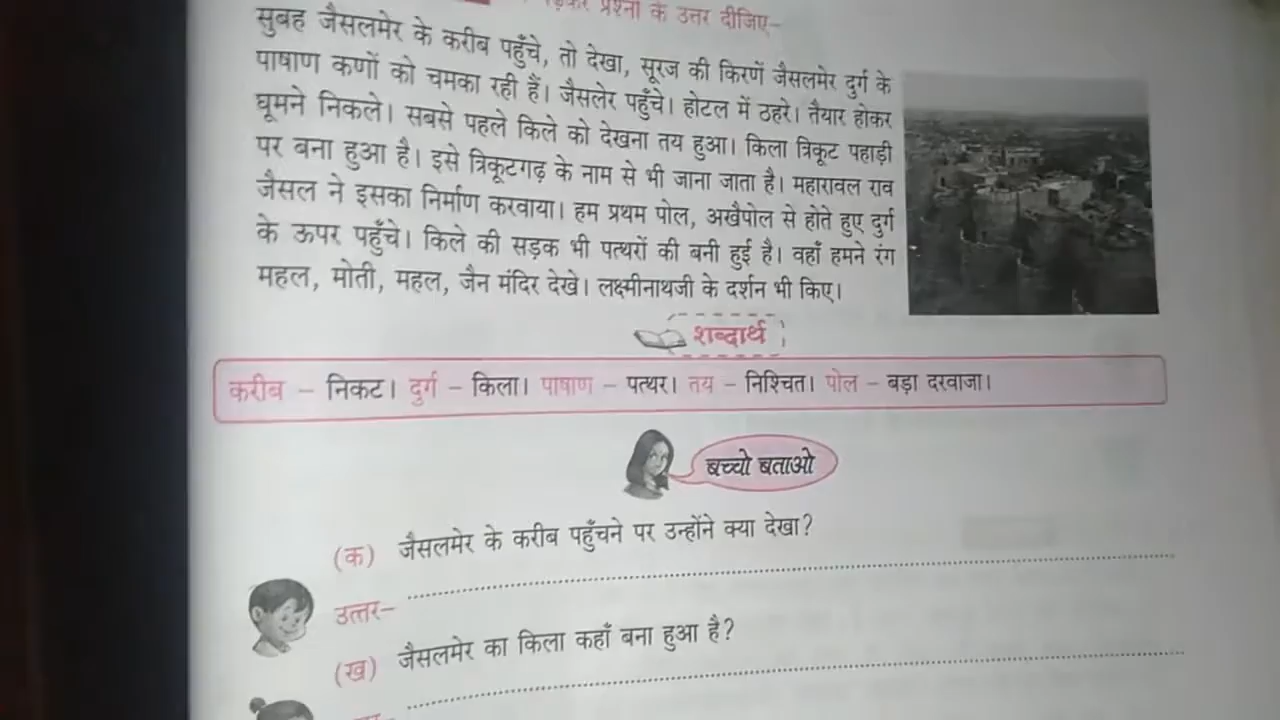 प्रश्नों के उत्तर दीजिए–
सुबह जैसलमेर के करीब पहुँचे, तो देखा, सूरज की किरणें जैसलमेर दुर्ग के
पाषाण कणों को चमका रही हैं। जैसलेर पहुँचे। होटल में ठहरे। तैयार होकर
घूमने निकले। सबसे पहले किले को देखना तय हुआ। किला त्रिकूट पहाड़ी
पर बना हुआ है। इसे त्रिकूटगढ़ के नाम से भी जाना जाता है। महारावल राव
जैसल ने इसका निर्माण करवाया। हम प्रथम पोल, अखैपोल से होते हुए दुर्ग
के ऊपर पहुँचे। किले की सड़क भी पत्थरों की बनी हुई है। वहाँ हमने रंग
महल, मोती, महल, जैन मंदिर देखे। लक्ष्मीनाथजी के दर्शन भी किए।
शब्दार्थ
करीब – निकट। दुर्ग – किला। पाषाण – पत्थर। तय – निश्चित। पोल – बड़ा दरवाजा।
बच्चो बताओ
(क) जैसलमेर के करीब पहुँचने पर उन्होंने क्या देखा?
उत्तर–
(ख) जैसलमेर का किला कहाँ बना हुआ है?